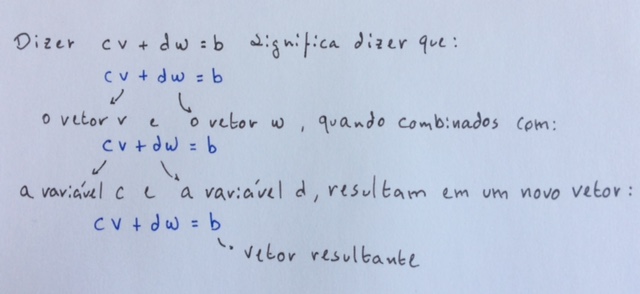 Dizer cv + dw = b significa dizer que:
cv + dw = b
o vetor v e o vetor w, quando combinados com:
cv + dw = b
a variável c e a variável d, resultam em um novo vetor:
cv + dw = b
vetor resultante